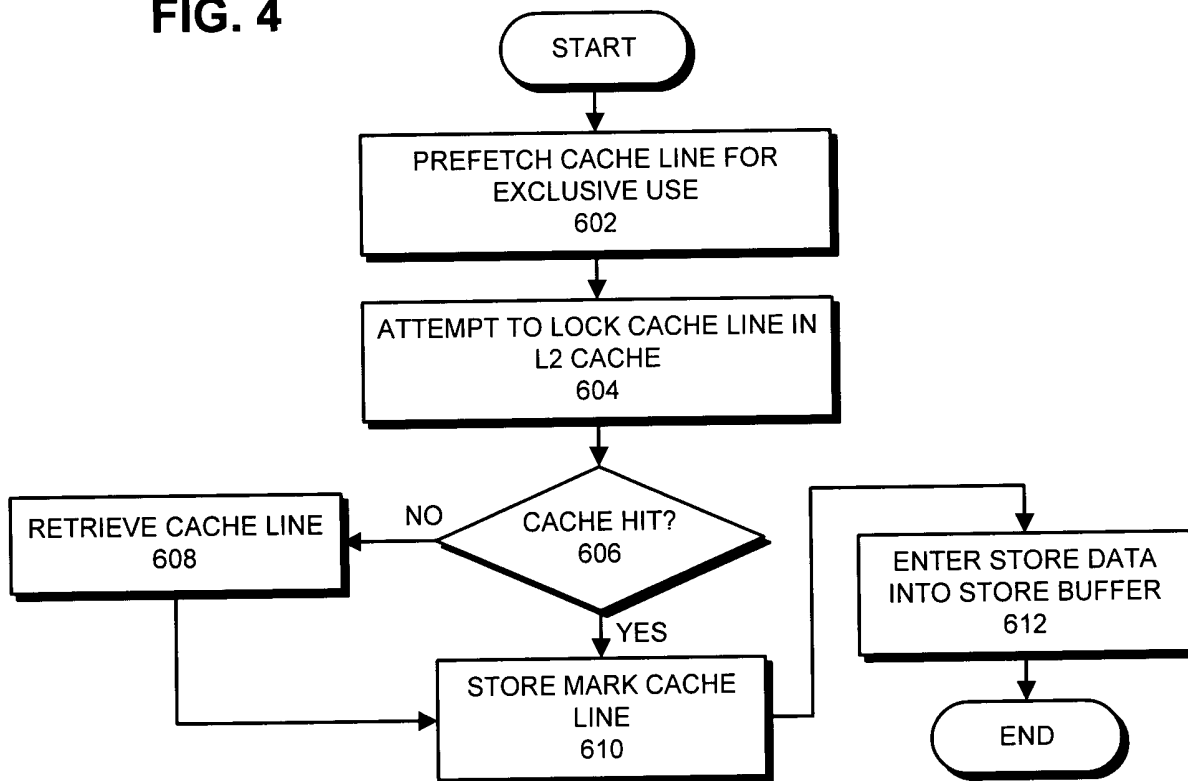 FIG. 4
START
PREFETCH CACHE LINE FOR
EXCLUSIVE USE
602
ATTEMPT TO LOCK CACHE LINE IN
L2 CACHE
604
CACHE HIT?
606
NO
RETRIEVE CACHE LINE
608
YES
STORE MARK CACHE
LINE
610
ENTER STORE DATA
INTO STORE BUFFER
612
END